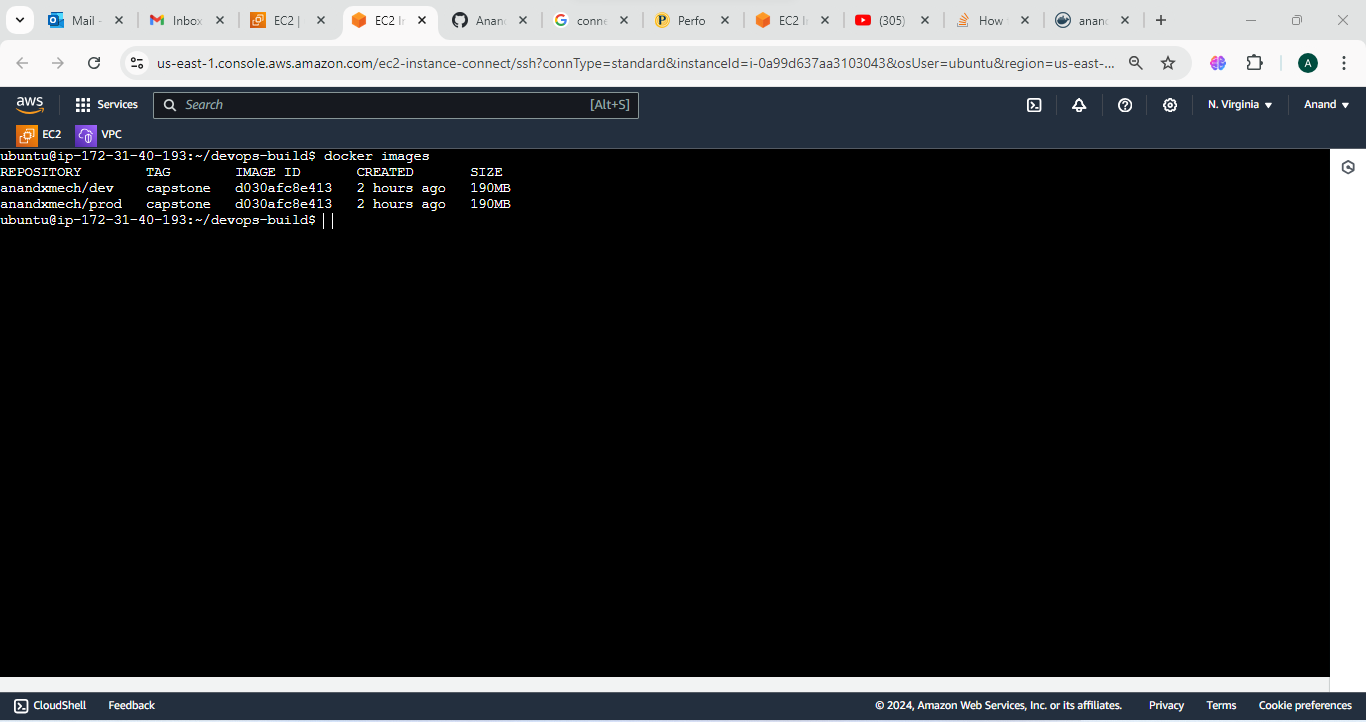 Mail -
Inbox
EC2 |
EC2 In
Anan
conne
Perfo
EC2 In
(305)
How
anand
us-east-1.console.aws.amazon.com/ec2-instance-connect/ssh?connType=standard&instanceId=i-0a99d637aa3103043&osUser=ubuntu&region=us-east-...
A
aws
Services
Search
[Alt+S]
N. Virginia
Anand
EC2
VPC
ubuntu@ip-172-31-40-193:~/devops-build$ docker images
REPOSITORY TAG IMAGE ID CREATED SIZE
anandxmech/dev capstone d030afc8e413 2 hours ago 190MB
anandxmech/prod capstone d030afc8e413 2 hours ago 190MB
ubuntu@ip-172-31-40-193:~/devops-build$
CloudShell
Feedback
© 2024, Amazon Web Services, Inc. or its affiliates.
Privacy
Terms
Cookie preferences